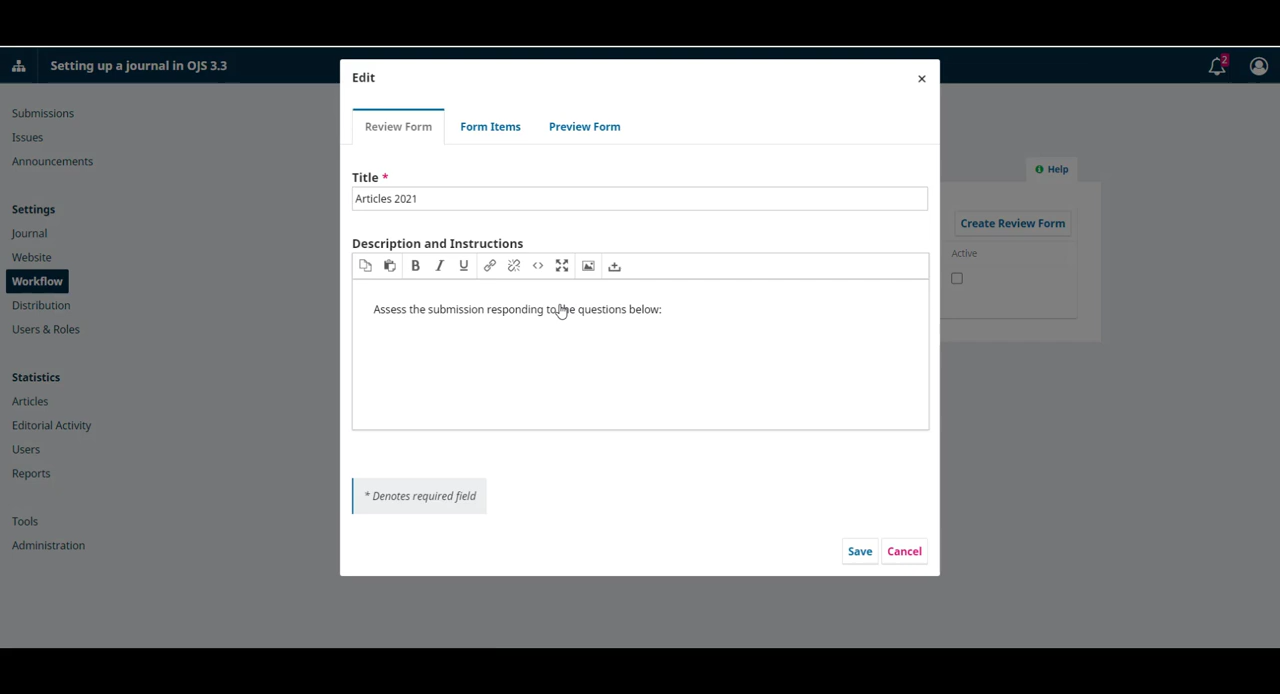 Setting up a journal in OJS 3.3
2
Submissions
Issues
Announcements
Settings
Journal
Website
Workflow
Distribution
Users & Roles
Statistics
Articles
Editorial Activity
Users
Reports
Tools
Administration
Edit
×
Review Form
Form Items
Preview Form
Title *
Articles 2021
Description and Instructions
B I U
Assess the submission responding to the questions below:
* Denotes required field
Save
Cancel
Help
Create Review Form
Active